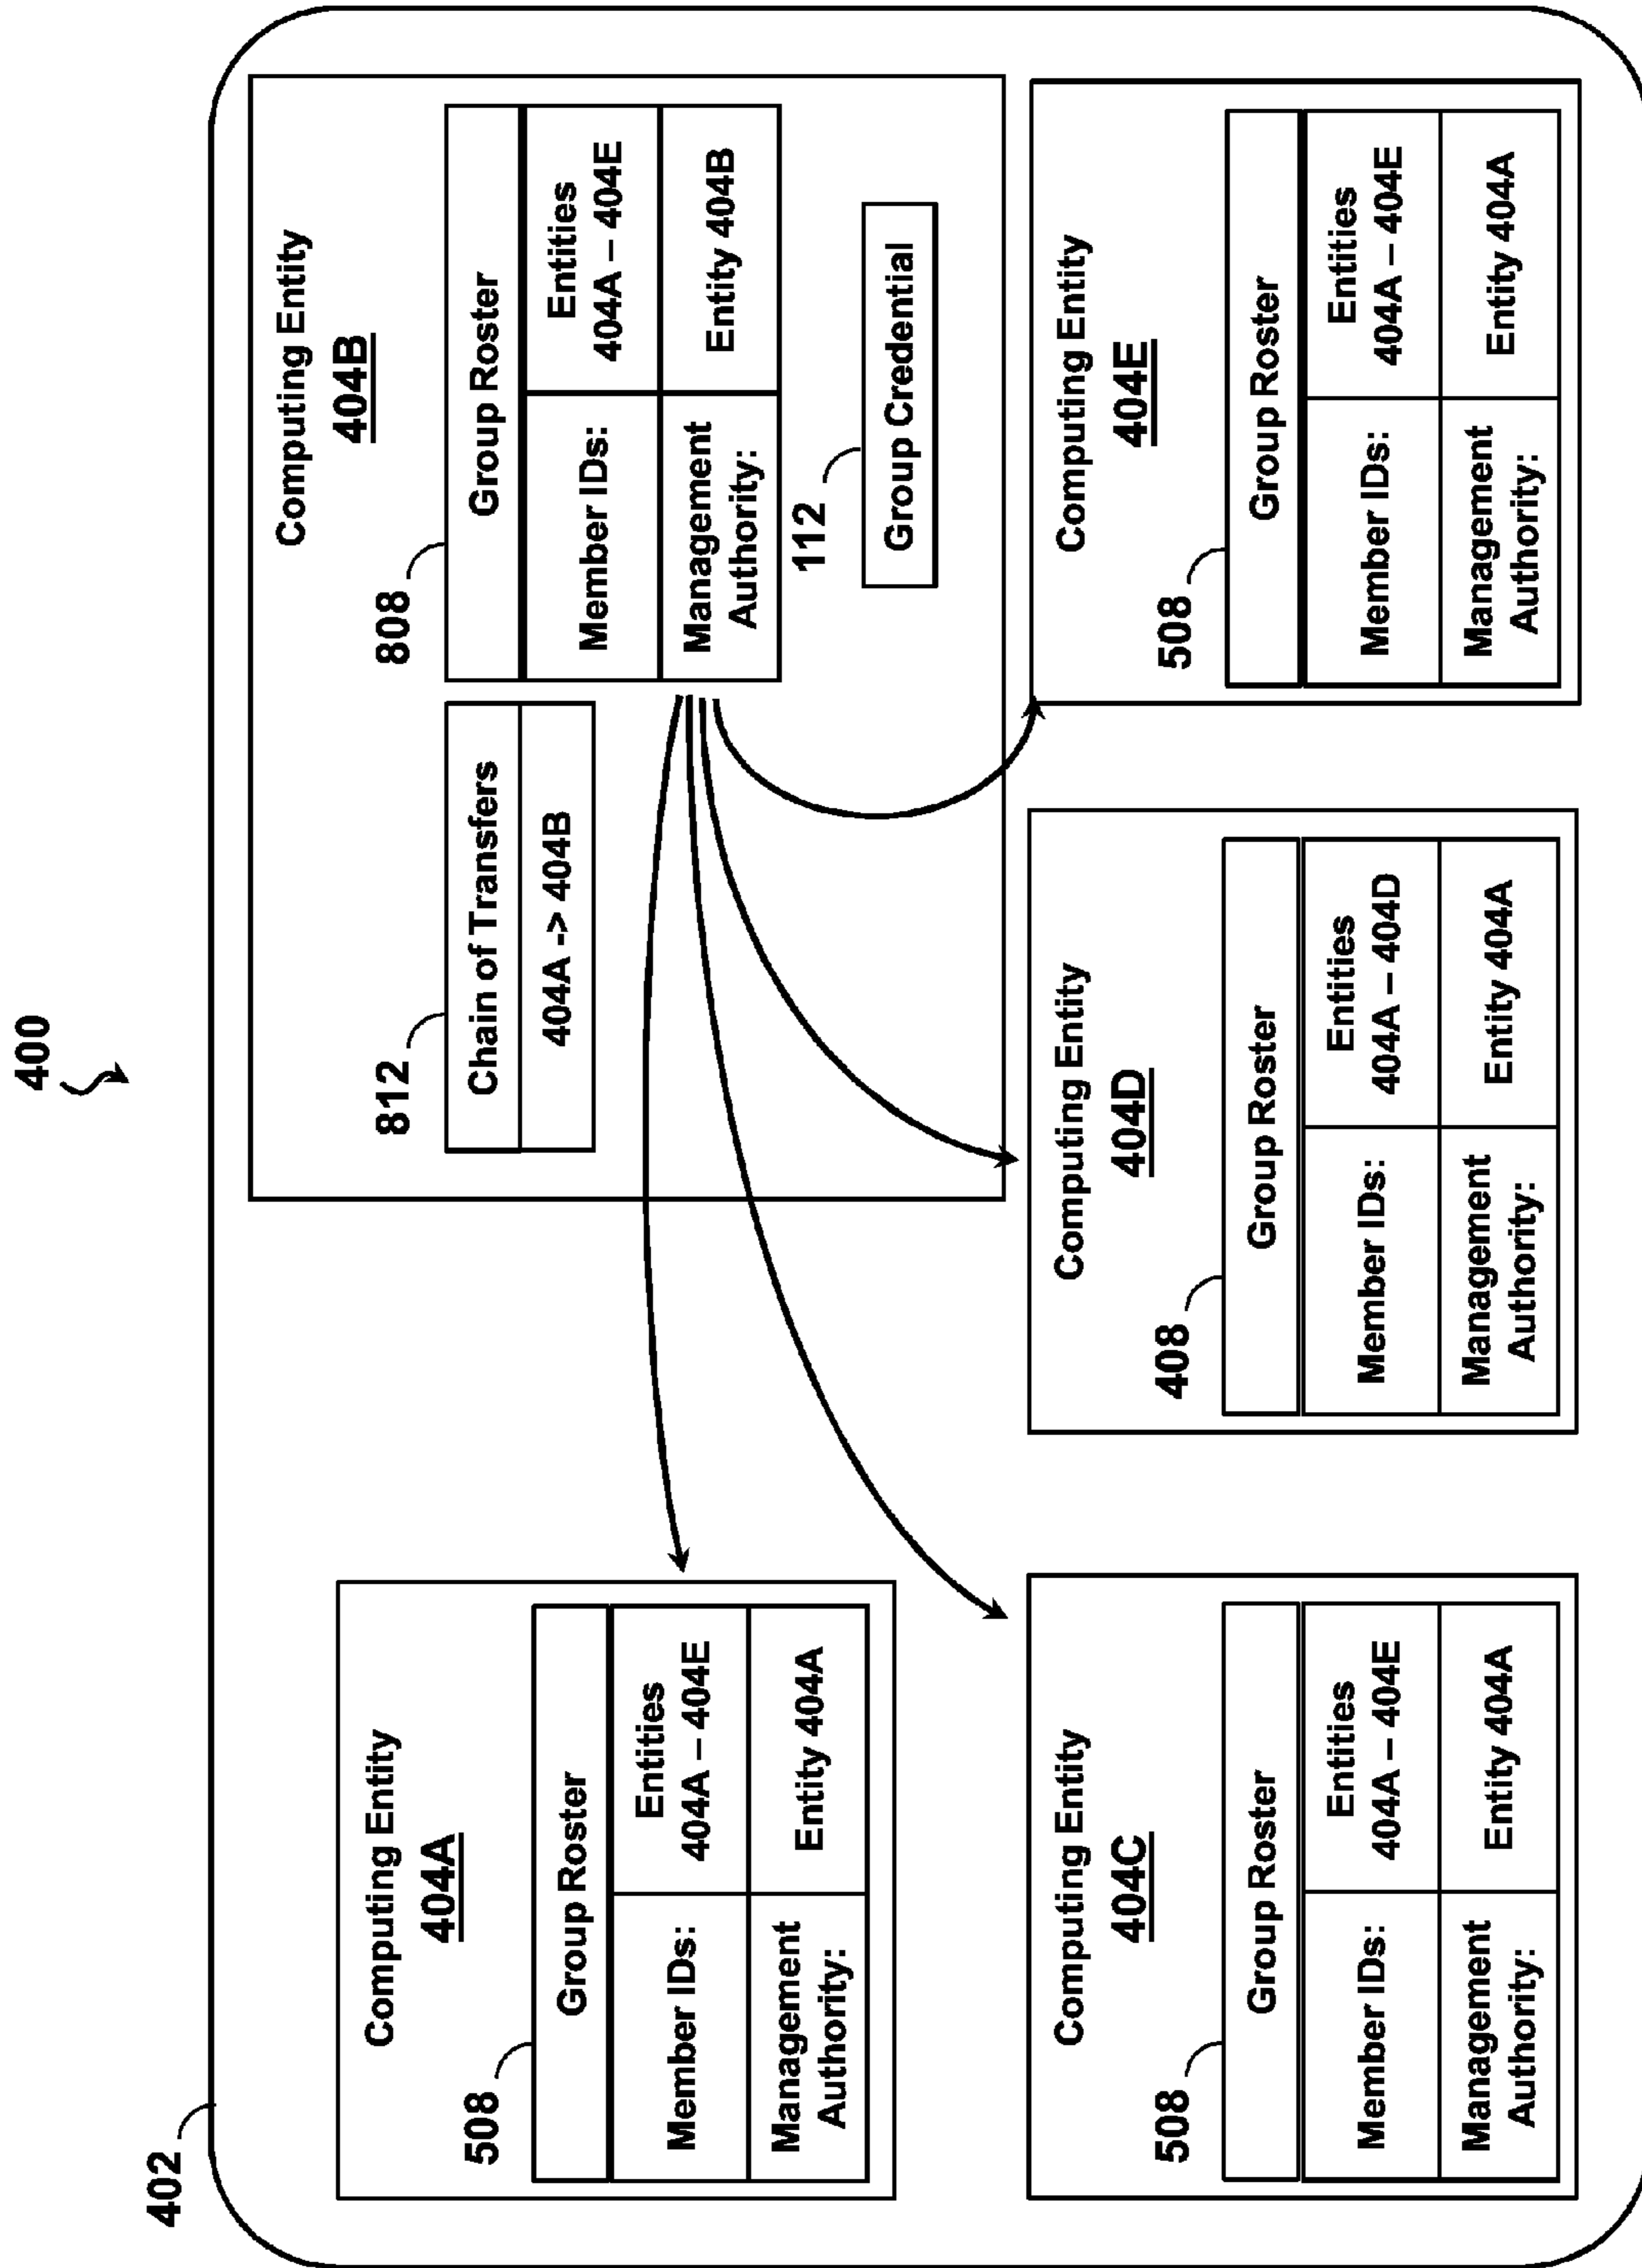 400
402
Computing Entity
404A
508
Group Roster
Member IDs:
Entities
404A – 404E
Management
Authority:
Entity 404A
Computing Entity
404B
812
Chain of Transfers
404A -> 404B
808
Group Roster
Member IDs:
Entities
404A – 404E
Management
Authority:
Entity 404B
112
Group Credential
Computing Entity
404C
508
Group Roster
Member IDs:
Entities
404A – 404E
Management
Authority:
Entity 404A
Computing Entity
404D
408
Group Roster
Member IDs:
Entities
404A – 404D
Management
Authority:
Entity 404A
Computing Entity
404E
508
Group Roster
Member IDs:
Entities
404A – 404E
Management
Authority:
Entity 404A